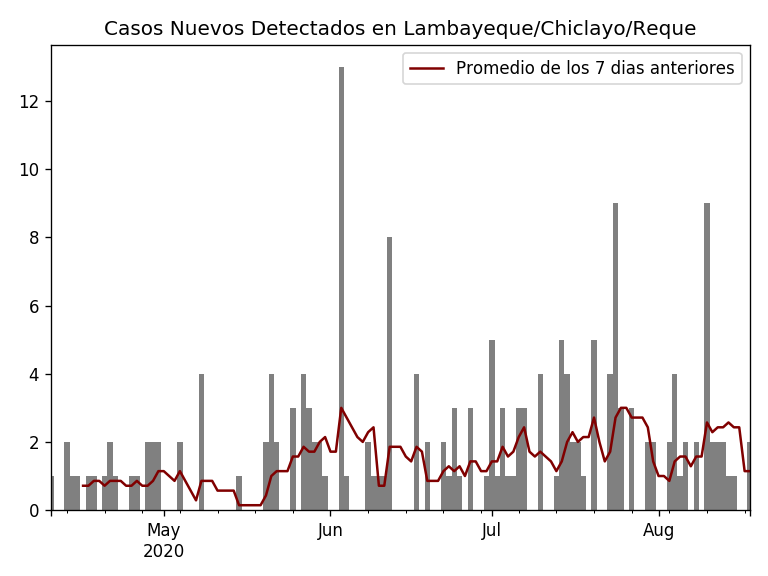 Casos Nuevos Detectados en Lambayeque/Chiclayo/Reque
Promedio de los 7 dias anteriores
12
10
8
6
4
2
0
May
2020
Jun
Jul
Aug